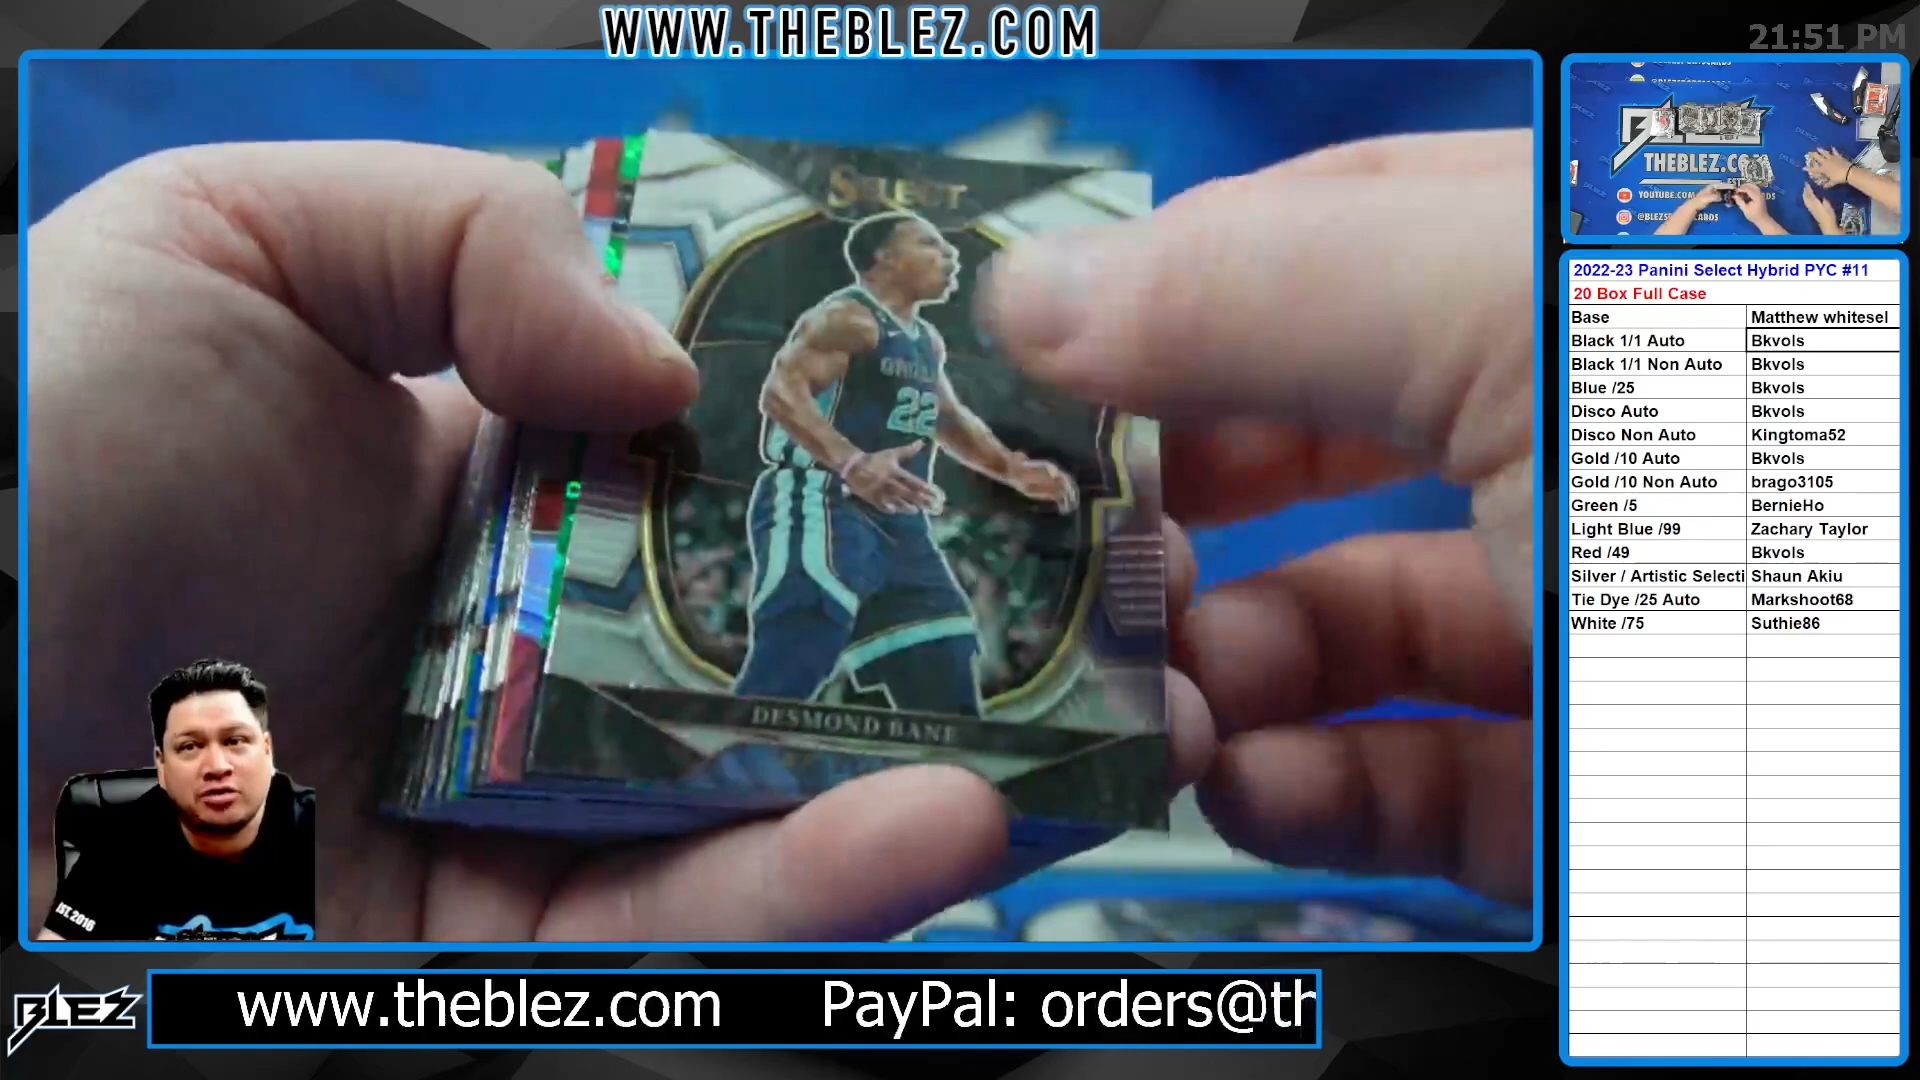 WWW.THEBLEZ.COM
21:51 PM
SELECT
22
DESMOND BANE
EST. 2016
THEBLEZ.COM
YOUTUBE.COM
2022-23 Panini Select Hybrid PYC #11
20 Box Full Case
Base Matthew whitesel
Black 1/1 Auto Bkvols
Black 1/1 Non Auto Bkvols
Blue /25 Bkvols
Disco Auto Bkvols
Disco Non Auto Kingtoma52
Gold /10 Auto Bkvols
Gold /10 Non Auto brago3105
Green /5 BernieHo
Light Blue /99 Zachary Taylor
Red /49 Bkvols
Silver / Artistic Selecti Shaun Akiu
Tie Dye /25 Auto Markshoot68
White /75 Suthie86
BLEZ
www.theblez.com PayPal: orders@th